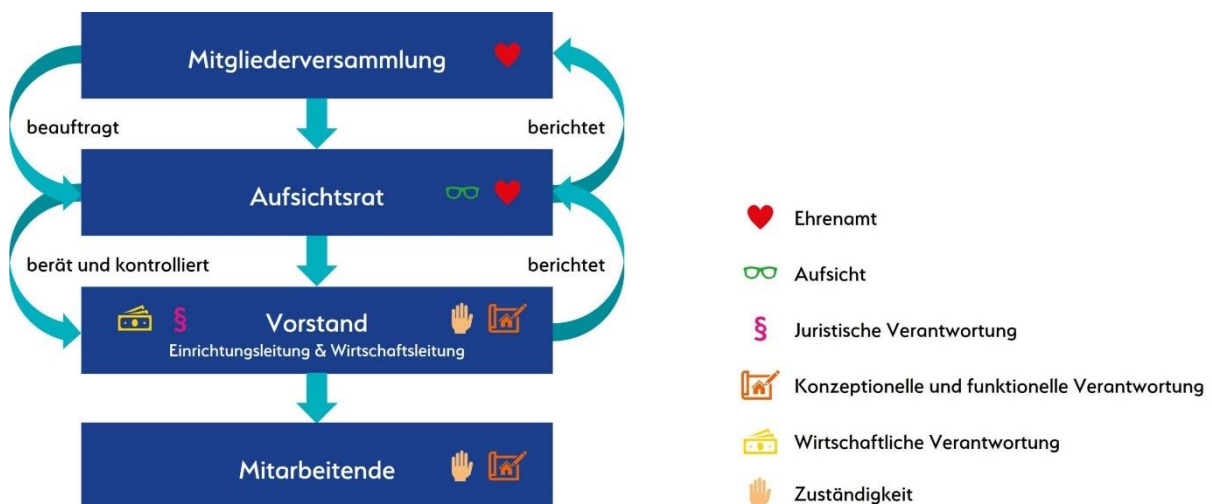 Mitgliederversammlung
beauftragt
berichtet
Aufsichtsrat
berät und kontrolliert
berichtet
§
Vorstand
Einrichtungsleitung & Wirtschaftsleitung
Mitarbeitende
Ehrenamt
Aufsicht
§ Juristische Verantwortung
Konzeptionelle und funktionelle Verantwortung
Wirtschaftliche Verantwortung
Zuständigkeit